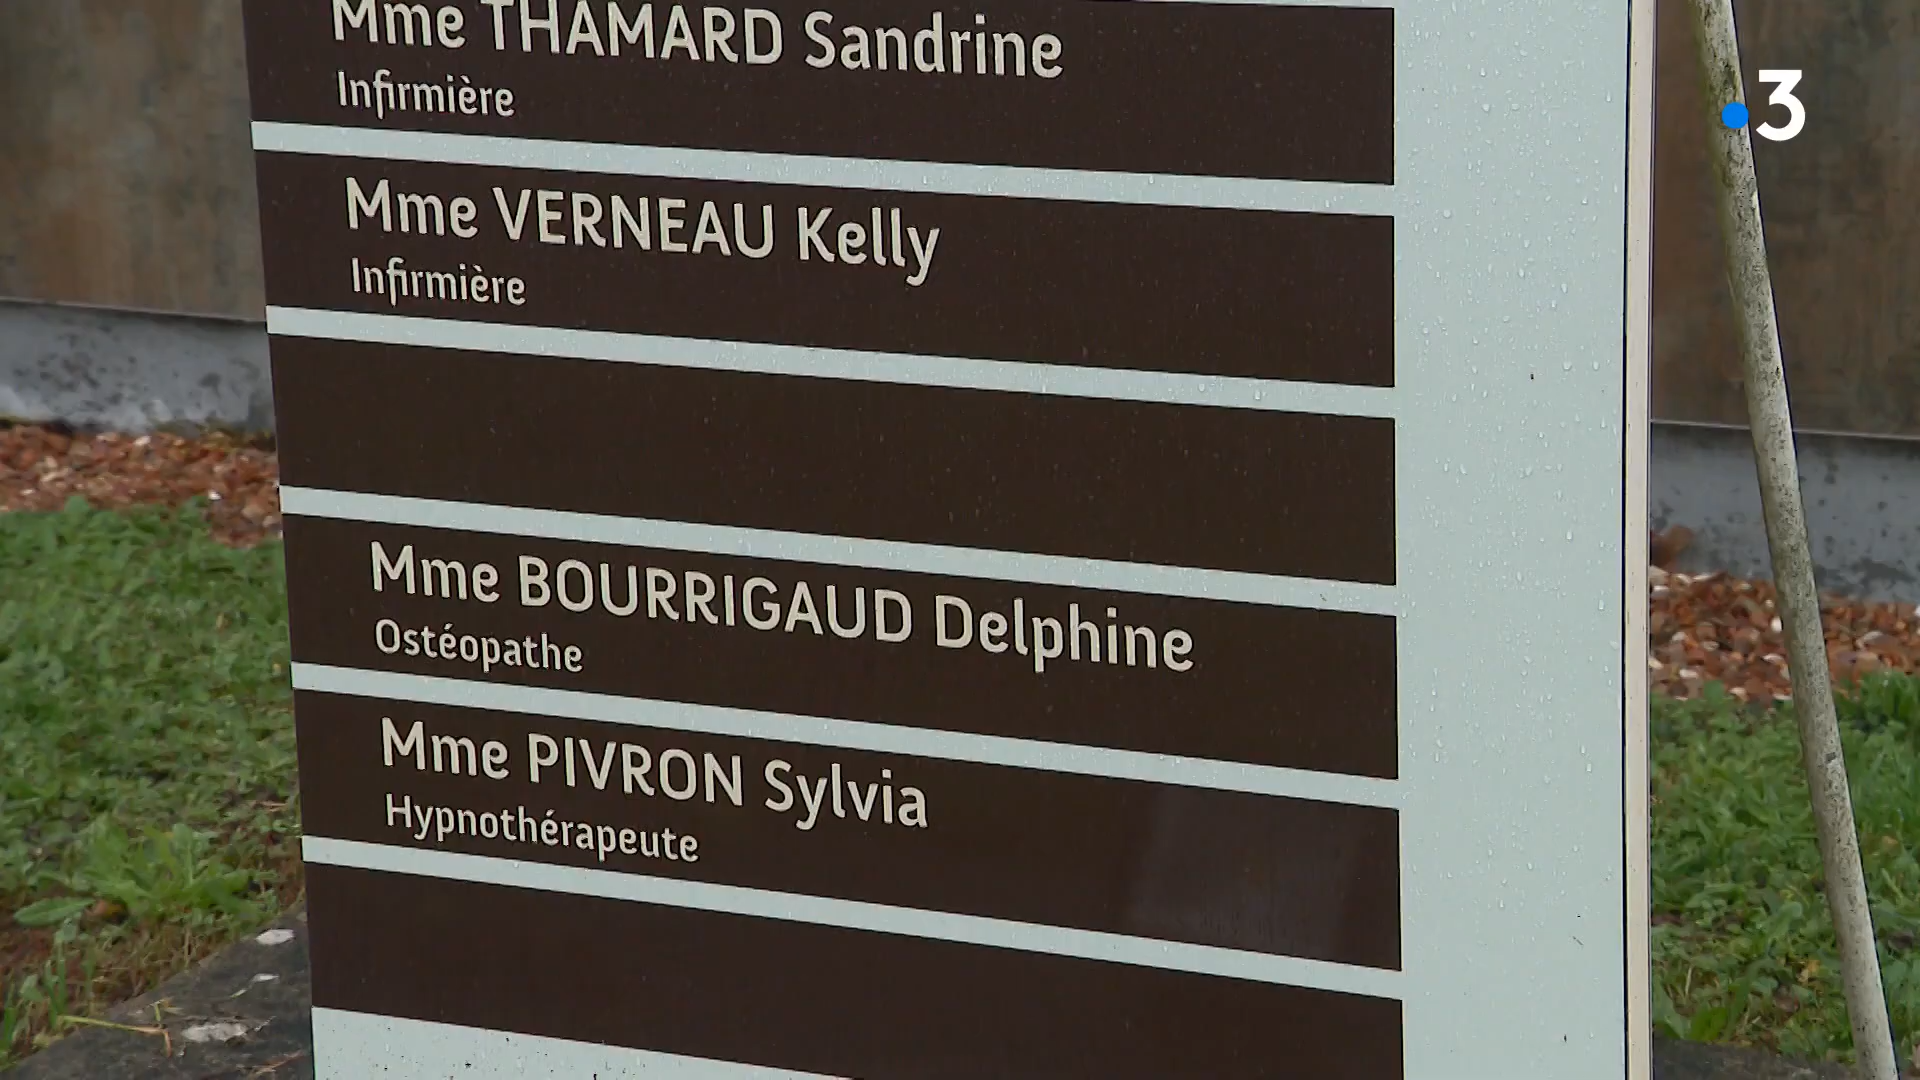 Mme THAMARD Sandrine
Infirmière
3
Mme VERNEAU Kelly
Infirmière
Mme BOURRIGAUD Delphine
Ostéopathe
Mme PIVRON Sylvia
Hypnothérapeute